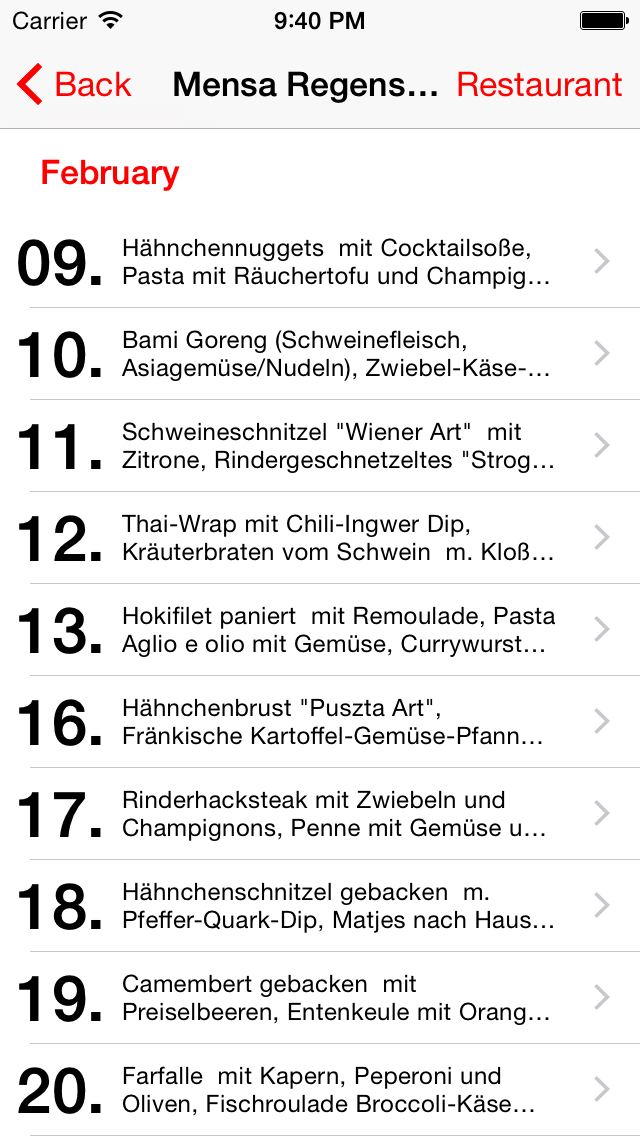 Carrier 9:40 PM
Back Mensa Regens... Restaurant
February
09. Hähnchennuggets  mit Cocktailsoße,
Pasta mit Räuchertofu und Champig...
10. Bami Goreng (Schweinefleisch,
Asiagemüse/Nudeln), Zwiebel-Käse-...
11. Schweineschnitzel "Wiener Art"  mit
Zitrone, Rindergeschnetzeltes "Strog...
12. Thai-Wrap mit Chili-Ingwer Dip,
Kräuterbraten vom Schwein  m. Kloß...
13. Hokifilet paniert  mit Remoulade, Pasta
Aglio e olio mit Gemüse, Currywurst...
16. Hähnchenbrust "Puszta Art",
Fränkische Kartoffel-Gemüse-Pfann...
17. Rinderhacksteak mit Zwiebeln und
Champignons, Penne mit Gemüse u...
18. Hähnchenschnitzel gebacken  m.
Pfeffer-Quark-Dip, Matjes nach Haus...
19. Camembert gebacken  mit
Preiselbeeren, Entenkeule mit Orang...
20. Farfalle  mit Kapern, Peperoni und
Oliven, Fischroulade Broccoli-Käse...